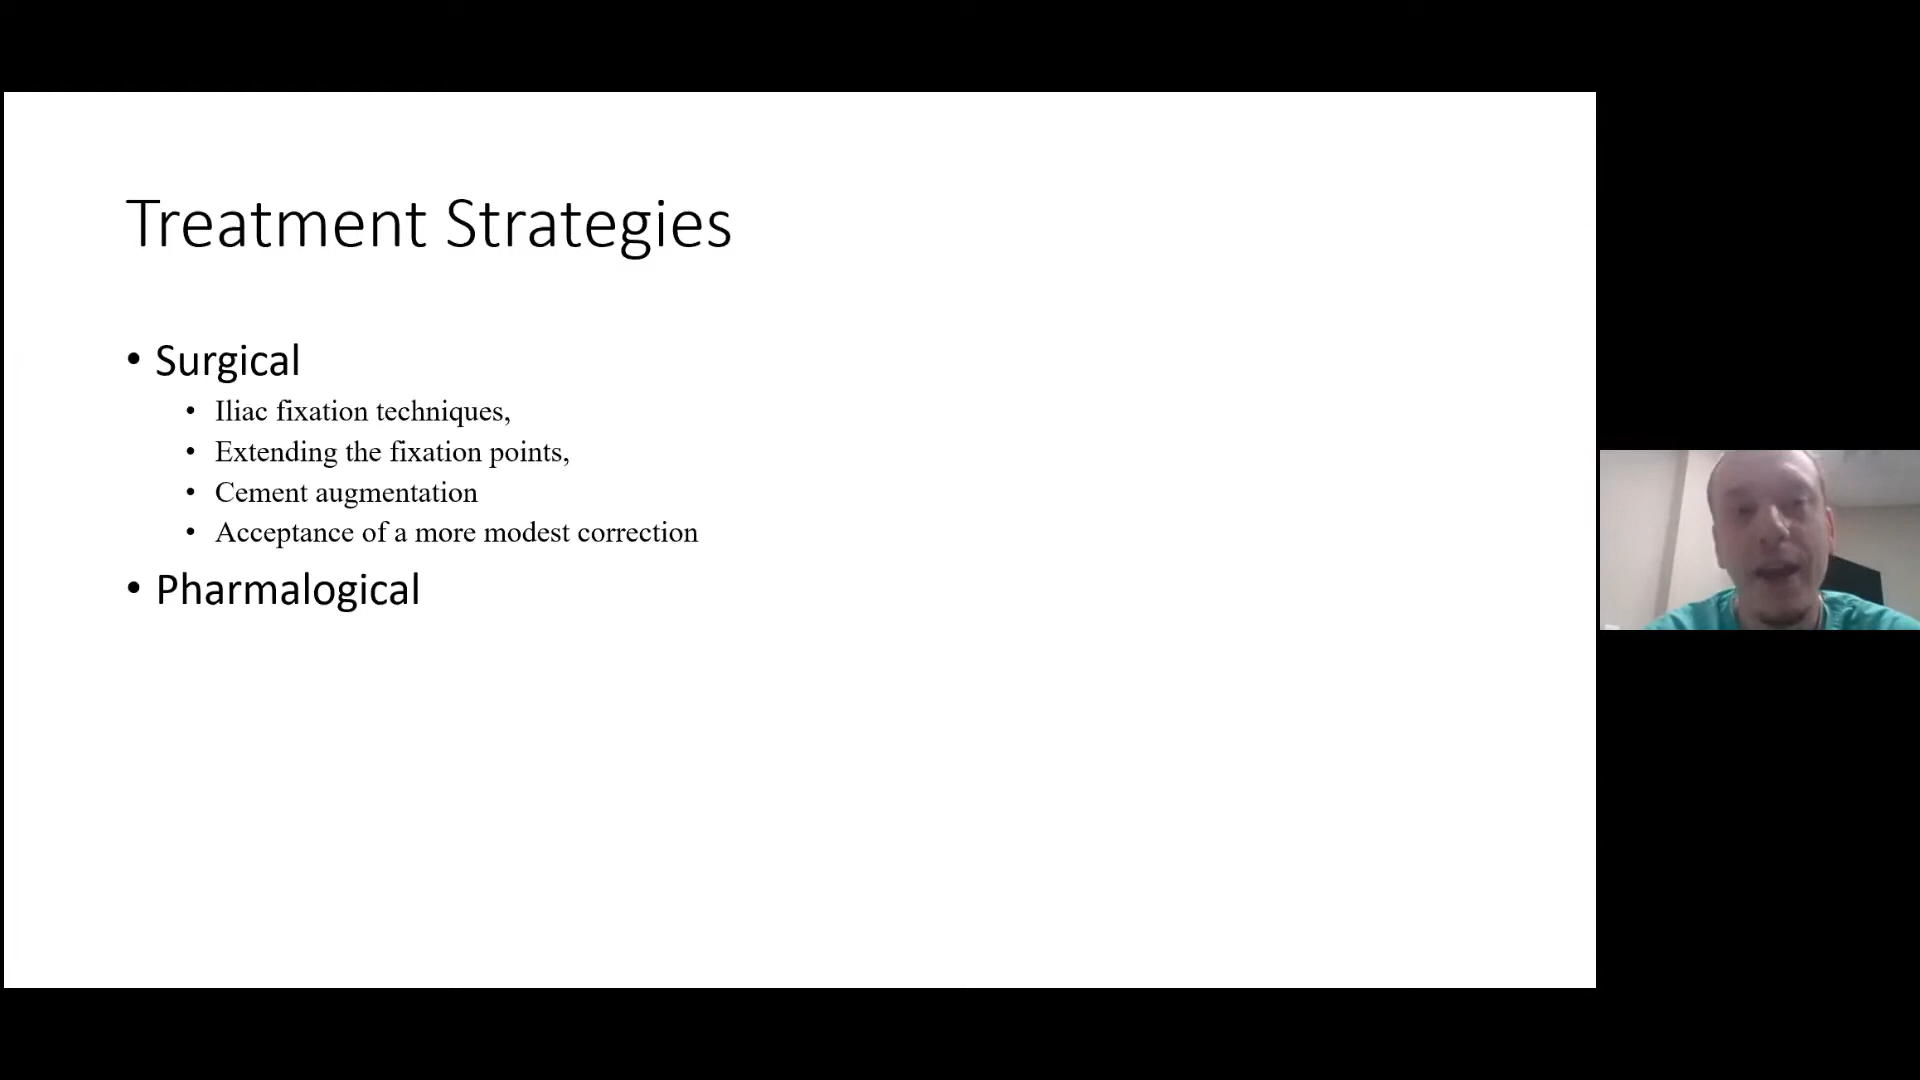 Treatment Strategies
• Surgical
• Iliac fixation techniques,
• Extending the fixation points,
• Cement augmentation
• Acceptance of a more modest correction
• Pharmalogical